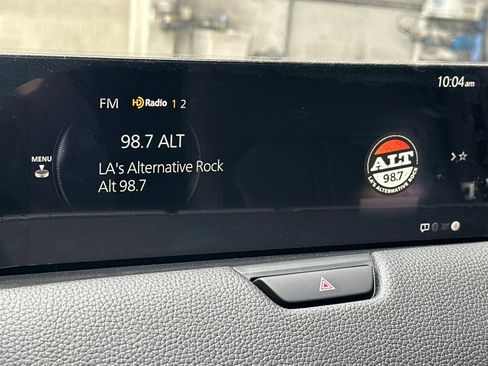 10:04am
FM HD Radio 1 2
98.7 ALT
MENU
LA's Alternative Rock
Alt 98.7
ALT
98.7
LA'S ALTERNATIVE ROCK